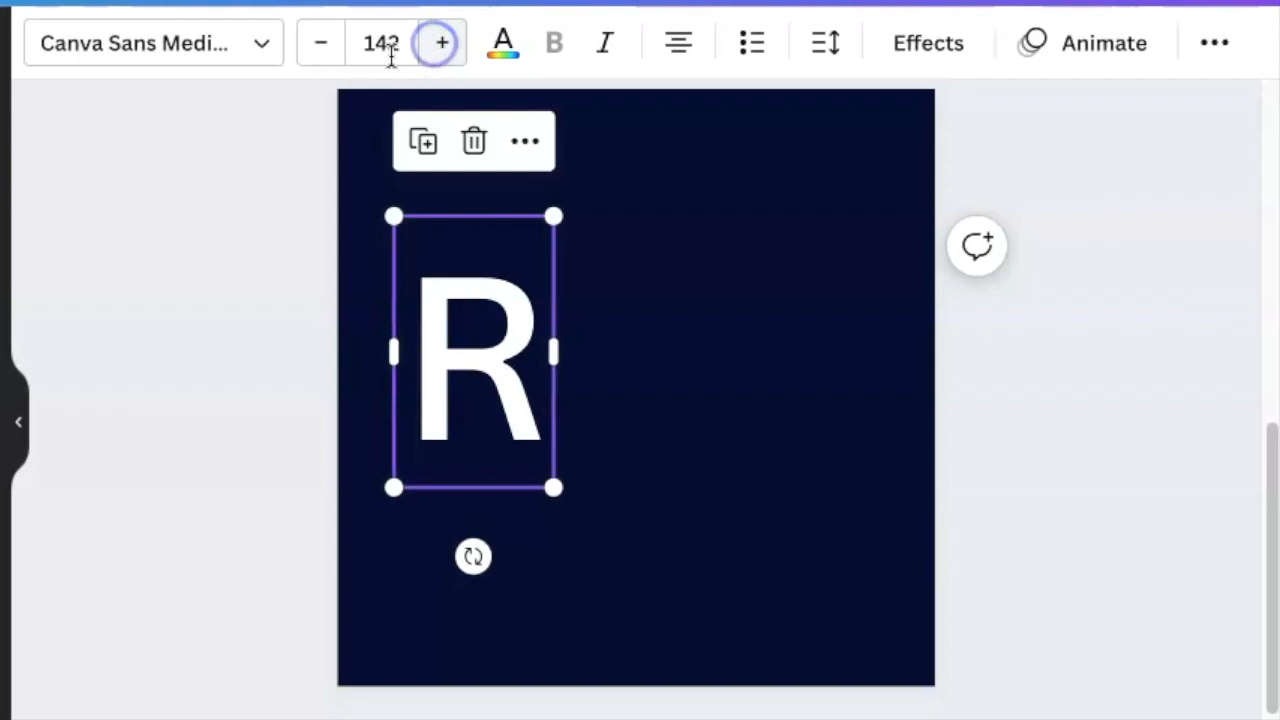 Canva Sans Medi... − 142 + A B I Effects Animate
R